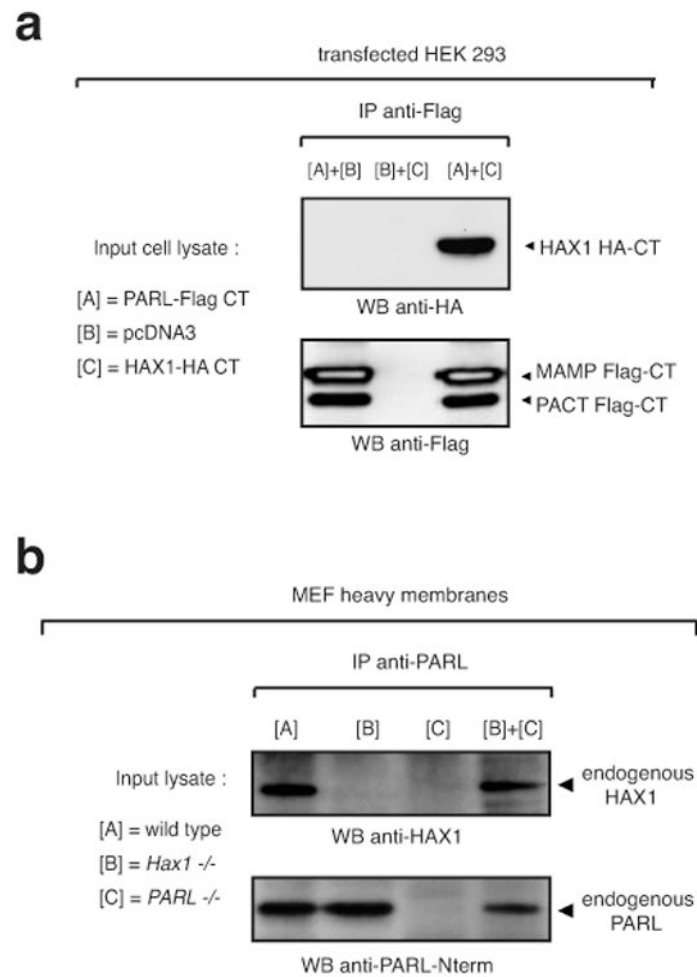 a
transfected HEK 293
IP anti-Flag
[A]+[B] [B]+[C] [A]+[C]
Input cell lysate :
HAX1 HA-CT
[A] = PARL-Flag CT
WB anti-HA
[B] = pcDNA3
[C] = HAX1-HA CT
MAMP Flag-CT
PACT Flag-CT
WB anti-Flag
b
MEF heavy membranes
IP anti-PARL
[A] [B] [C] [B]+[C]
Input lysate :
endogenous
HAX1
[A] = wild type
WB anti-HAX1
[B] = Hax1 -/-
[C] = PARL -/-
endogenous
PARL
WB anti-PARL-Nterm